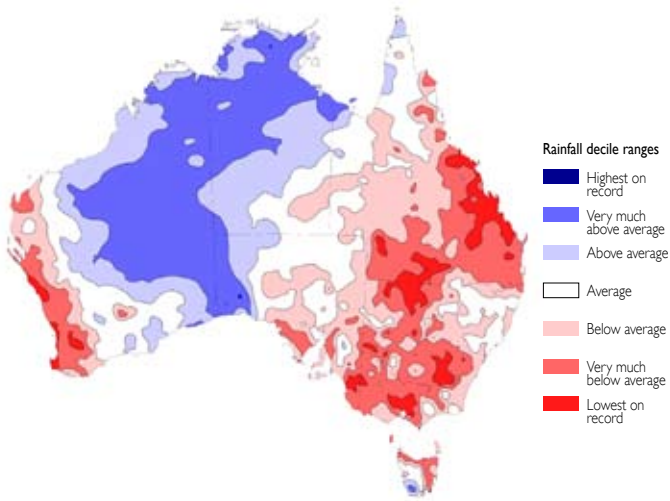 Rainfall decile ranges
Highest on
record
Very much
above average
Above average
Average
Below average
Very much
below average
Lowest on
record